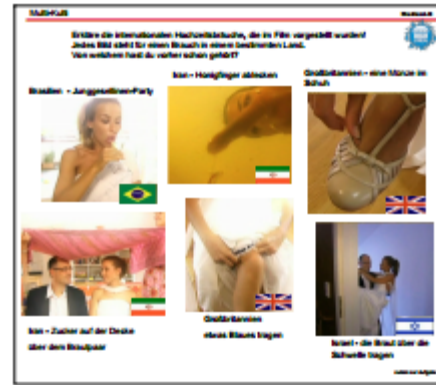 Multi-Kulti
Erkläre die internationalen Hochzeitsbräuche, die im Film vorgestellt wurden!
Jedes Bild steht für einen Brauch in einem bestimmten Land.
Von welchem hast du vorher schon gehört?
Brasilien - Junggesellinnen-Party
Iran - Honigfinger ablecken
Großbritannien - eine Münze im
Schuh
Iran - Zucker auf der Decke
über dem Brautpaar
Großbritannien
etwas Blaues tragen
Israel - die Braut über die
Schwelle tragen